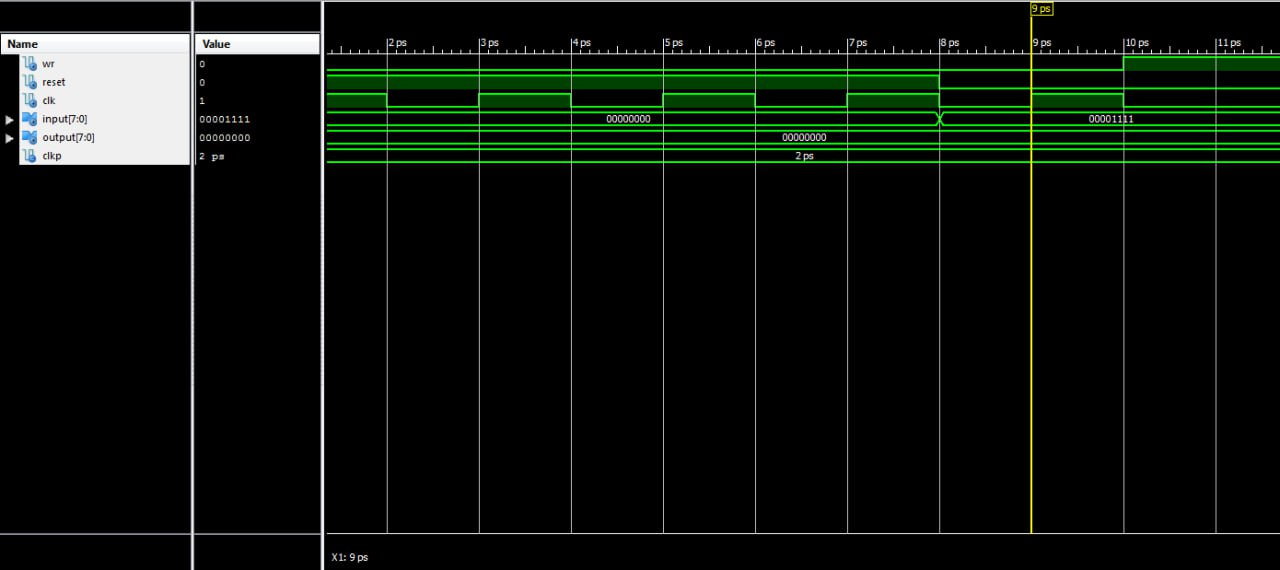 9 ps
Name Value
2 ps 3 ps 4 ps 5 ps 6 ps 7 ps 8 ps 9 ps 10 ps 11 ps
wr 0
reset 0
clk 1
input[7:0] 00001111 00000000 00001111
output[7:0] 00000000 00000000
clkp 2 ps 2 ps
X1: 9 ps